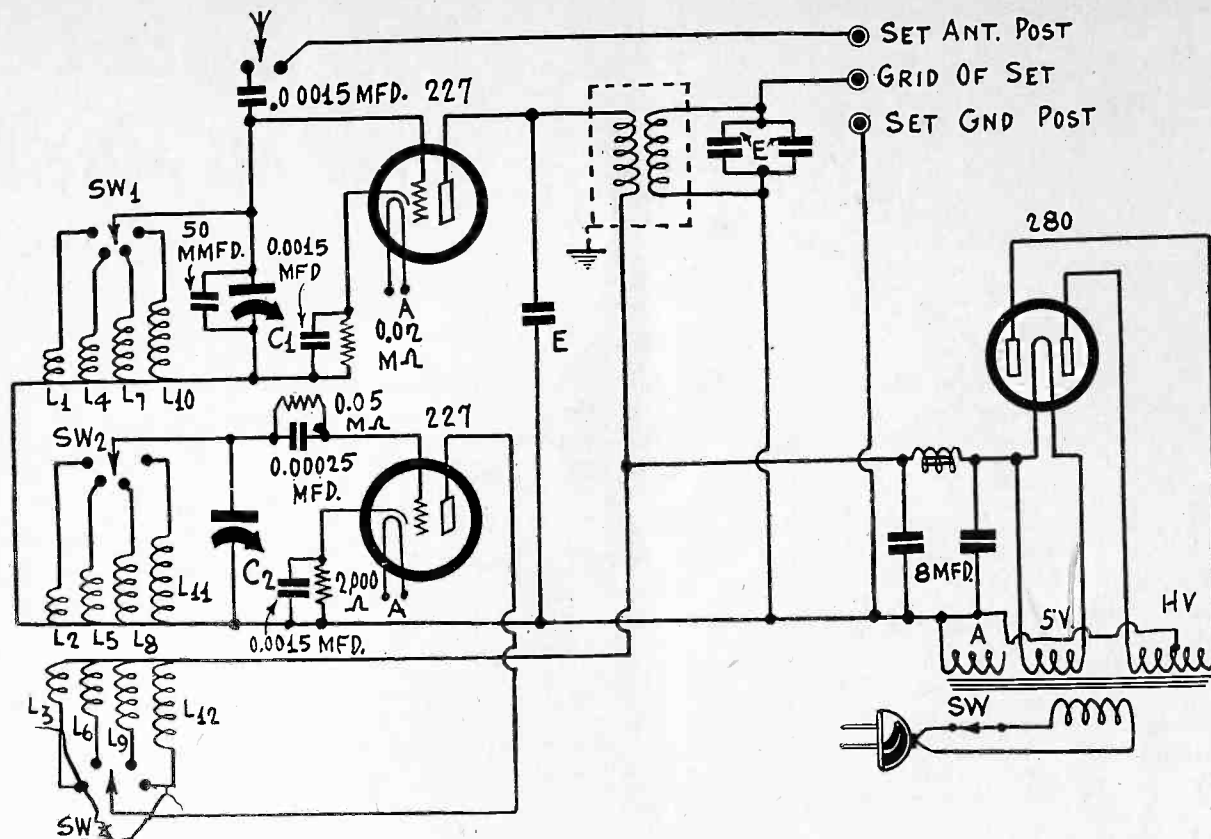 SET ANT. POST
GRID OF SET
SET GND POST
.00015 MFD.
227
E
SW1
50
MMFD.
0.0015
MFD
C1
A
0.02
MΩ
E
280
L1
L4
L7
L10
SW2
0.05
MΩ
227
0.00025
MFD.
C2
2,000
Ω
A
0.0015 MFD.
L11
L2
L5
L8
8 MFD.
A
5V
HV
L3
L6
L9
L12
SW
SW